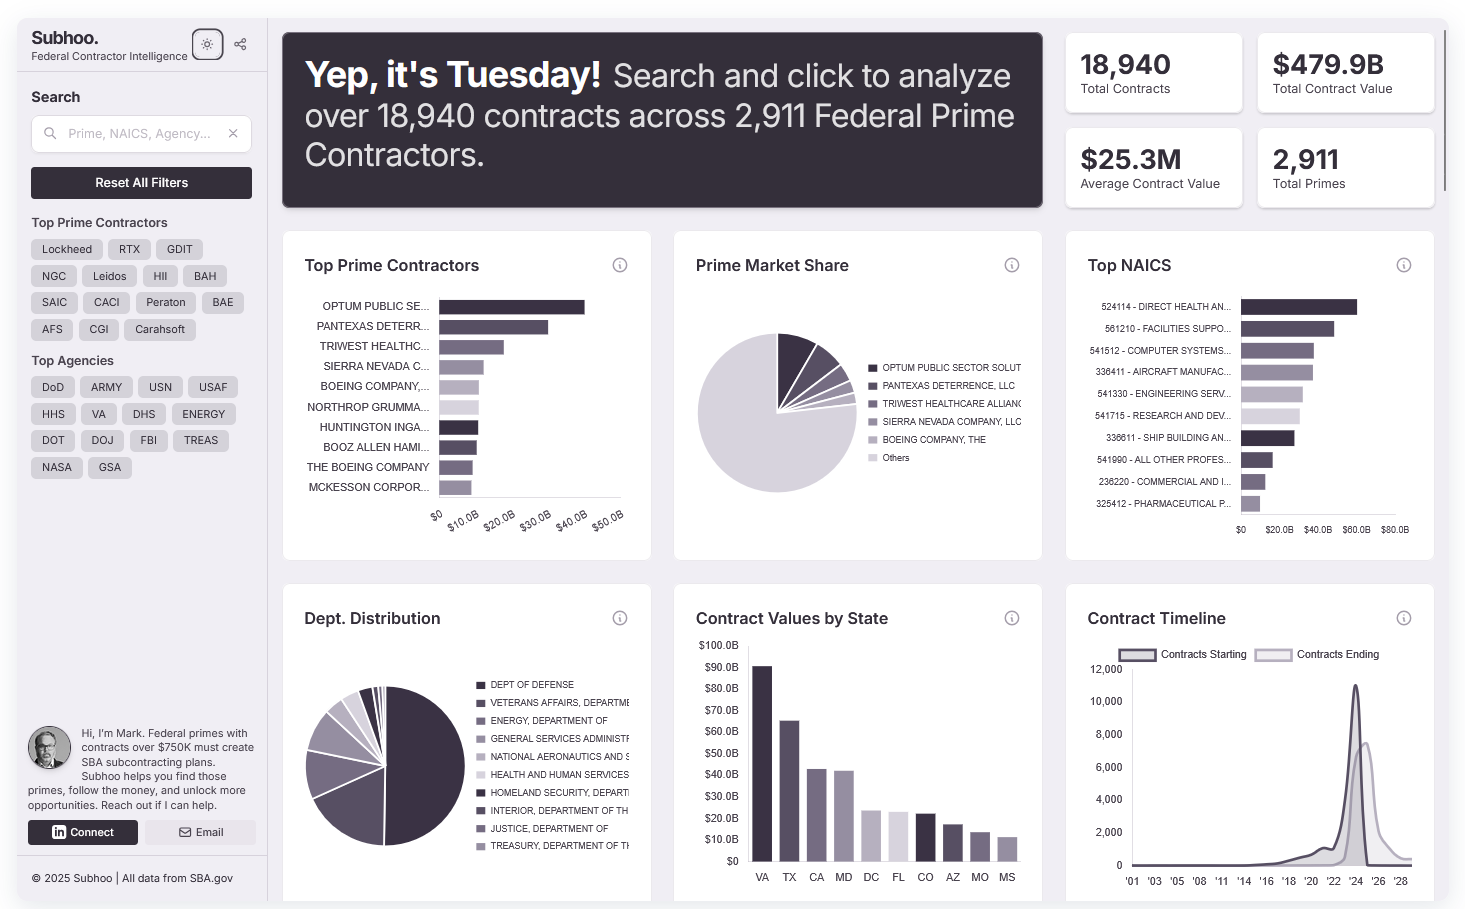 Subhoo.
Federal Contractor Intelligence
Search
Prime, NAICS, Agency...
Reset All Filters
Top Prime Contractors
Lockheed RTX GDIT
NGC Leidos HII BAH
SAIC CACI Peraton BAE
AFS CGI Carahsoft
Top Agencies
DoD ARMY USN USAF
HHS VA DHS ENERGY
DOT DOJ FBI TREAS
NASA GSA
Hi, I'm Mark. Federal primes with
contracts over $750K must create
SBA subcontracting plans.
Subhoo helps you find those
primes, follow the money, and unlock more
opportunities. Reach out if I can help.
in Connect Email
© 2025 Subhoo | All data from SBA.gov
Yep, it's Tuesday! Search and click to analyze
over 18,940 contracts across 2,911 Federal Prime
Contractors.
18,940
Total Contracts
$479.9B
Total Contract Value
$25.3M
Average Contract Value
2,911
Total Primes
Top Prime Contractors
OPTUM PUBLIC SE...
PANTEXAS DETERR...
TRIWEST HEALTHC...
SIERRA NEVADA C...
BOEING COMPANY,...
NORTHROP GRUMMA...
HUNTINGTON INGA...
BOOZ ALLEN HAMI...
THE BOEING COMPANY
MCKESSON CORPOR...
$0 $10.0B $20.0B $30.0B $40.0B $50.0B
Prime Market Share
OPTUM PUBLIC SECTOR SOLUT
PANTEXAS DETERRENCE, LLC
TRIWEST HEALTHCARE ALLIANC
SIERRA NEVADA COMPANY, LLC
BOEING COMPANY, THE
Others
Top NAICS
524114 - DIRECT HEALTH AN...
561210 - FACILITIES SUPPO...
541512 - COMPUTER SYSTEMS...
336411 - AIRCRAFT MANUFAC...
541330 - ENGINEERING SERV...
541715 - RESEARCH AND DEV...
336611 - SHIP BUILDING AN...
541990 - ALL OTHER PROFES...
236220 - COMMERCIAL AND I...
325412 - PHARMACEUTICAL P...
$0 $20.0B $40.0B $60.0B $80.0B
Dept. Distribution
DEPT OF DEFENSE
VETERANS AFFAIRS, DEPARTME
ENERGY, DEPARTMENT OF
GENERAL SERVICES ADMINISTR
NATIONAL AERONAUTICS AND S
HEALTH AND HUMAN SERVICES
HOMELAND SECURITY, DEPARTI
INTERIOR, DEPARTMENT OF TH
JUSTICE, DEPARTMENT OF
TREASURY, DEPARTMENT OF TH
Contract Values by State
$100.0B
$90.0B
$80.0B
$70.0B
$60.0B
$50.0B
$40.0B
$30.0B
$20.0B
$10.0B
$0
VA TX CA MD DC FL CO AZ MO MS
Contract Timeline
Contracts Starting Contracts Ending
12,000
10,000
8,000
6,000
4,000
2,000
0
'01 '03 '05 '08 '11 '14 '16 '18 '20 '22 '24 '26 '28